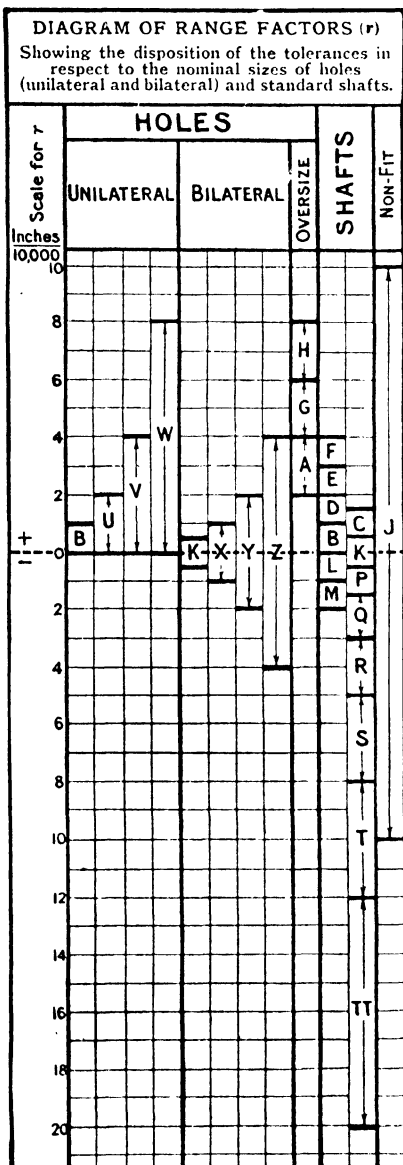 DIAGRAM OF RANGE FACTORS (r)
Showing the disposition of the tolerances in
respect to the nominal sizes of holes
(unilateral and bilateral) and standard shafts.
Scale for r
Inches
10,000
HOLES
UNILATERAL
BILATERAL
OVERSIZE
SHAFTS
NON-FIT
10
8
6
4
2
+
0
–
2
4
6
8
10
12
14
16
18
20
B
U
V
W
K
X
Y
Z
H
G
A
F
E
D
B
L
M
C
K
P
Q
R
S
T
TT
J